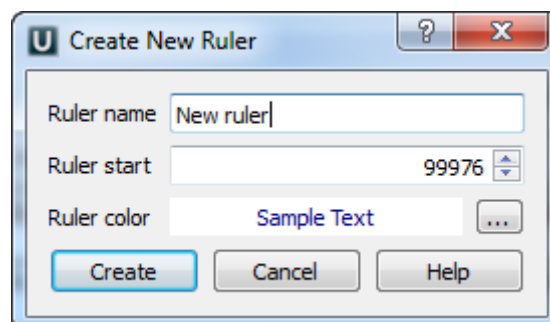 U Create New Ruler ? X
Ruler name New ruler
Ruler start 99976
Ruler color Sample Text ...
Create Cancel Help